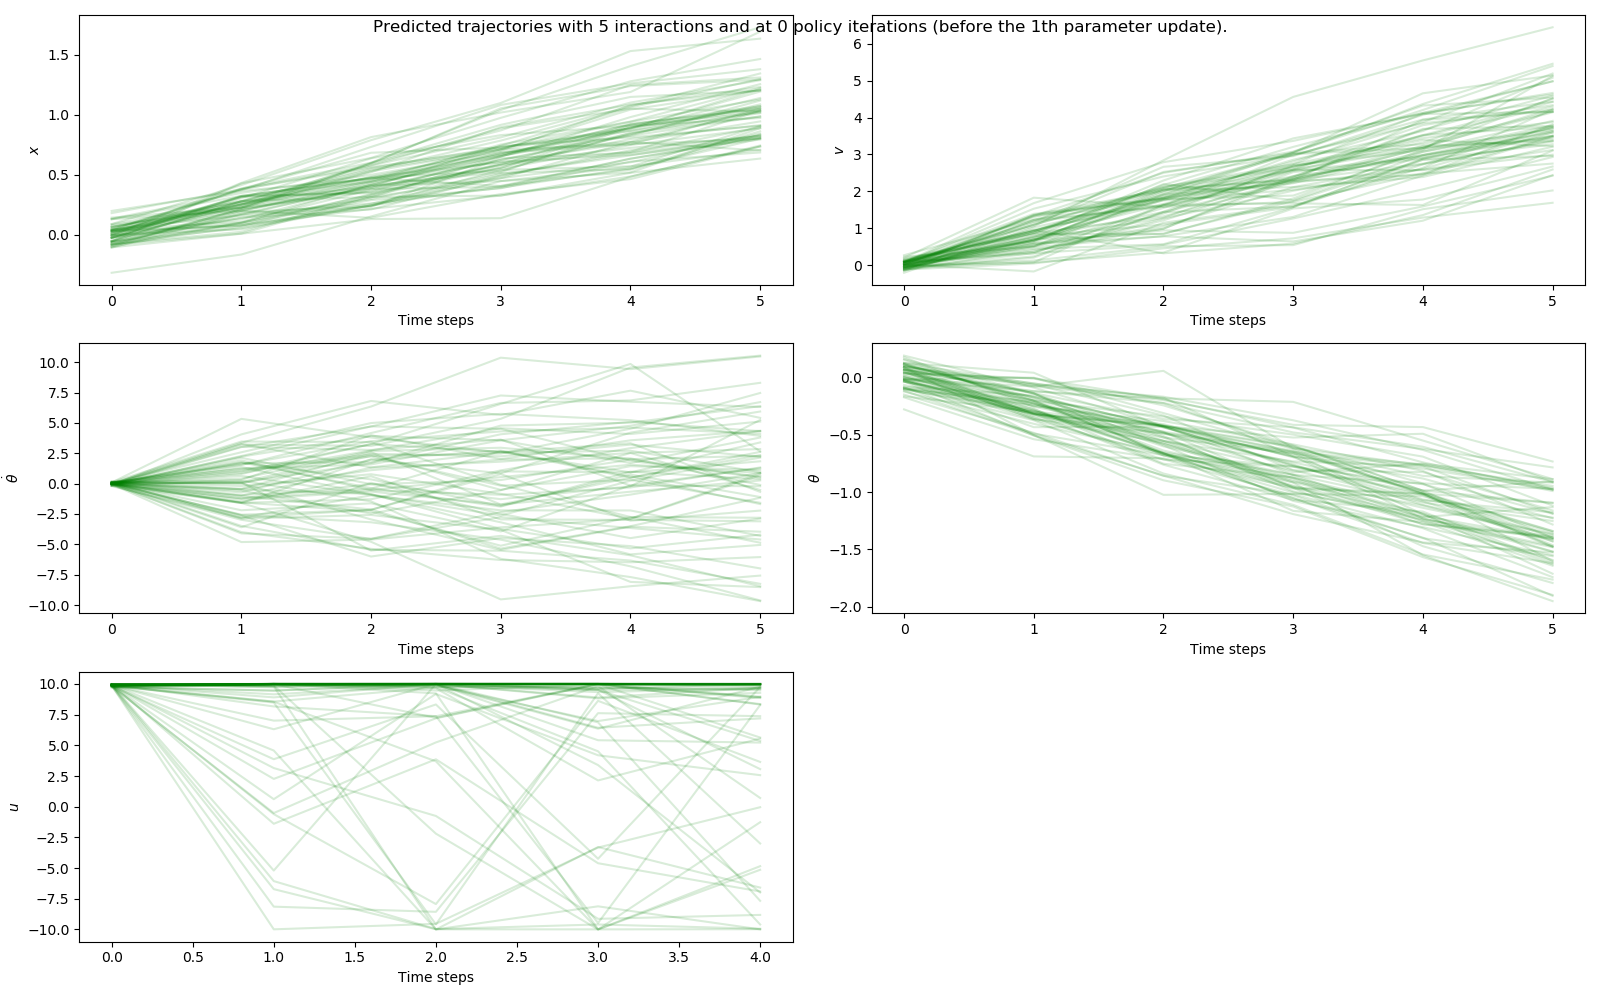 Predicted trajectories with 5 interactions and at 0 policy iterations (before the 1th parameter update).
1.5
1.0
0.5
0.0
x
0 1 2 3 4 5
Time steps
6
5
4
3
2
1
0
v
0 1 2 3 4 5
Time steps
10.0
7.5
5.0
2.5
0.0
−2.5
−5.0
−7.5
−10.0
θ̇
0 1 2 3 4 5
Time steps
0.0
−0.5
−1.0
−1.5
−2.0
θ
0 1 2 3 4 5
Time steps
10.0
7.5
5.0
2.5
0.0
−2.5
−5.0
−7.5
−10.0
u
0.0 0.5 1.0 1.5 2.0 2.5 3.0 3.5 4.0
Time steps